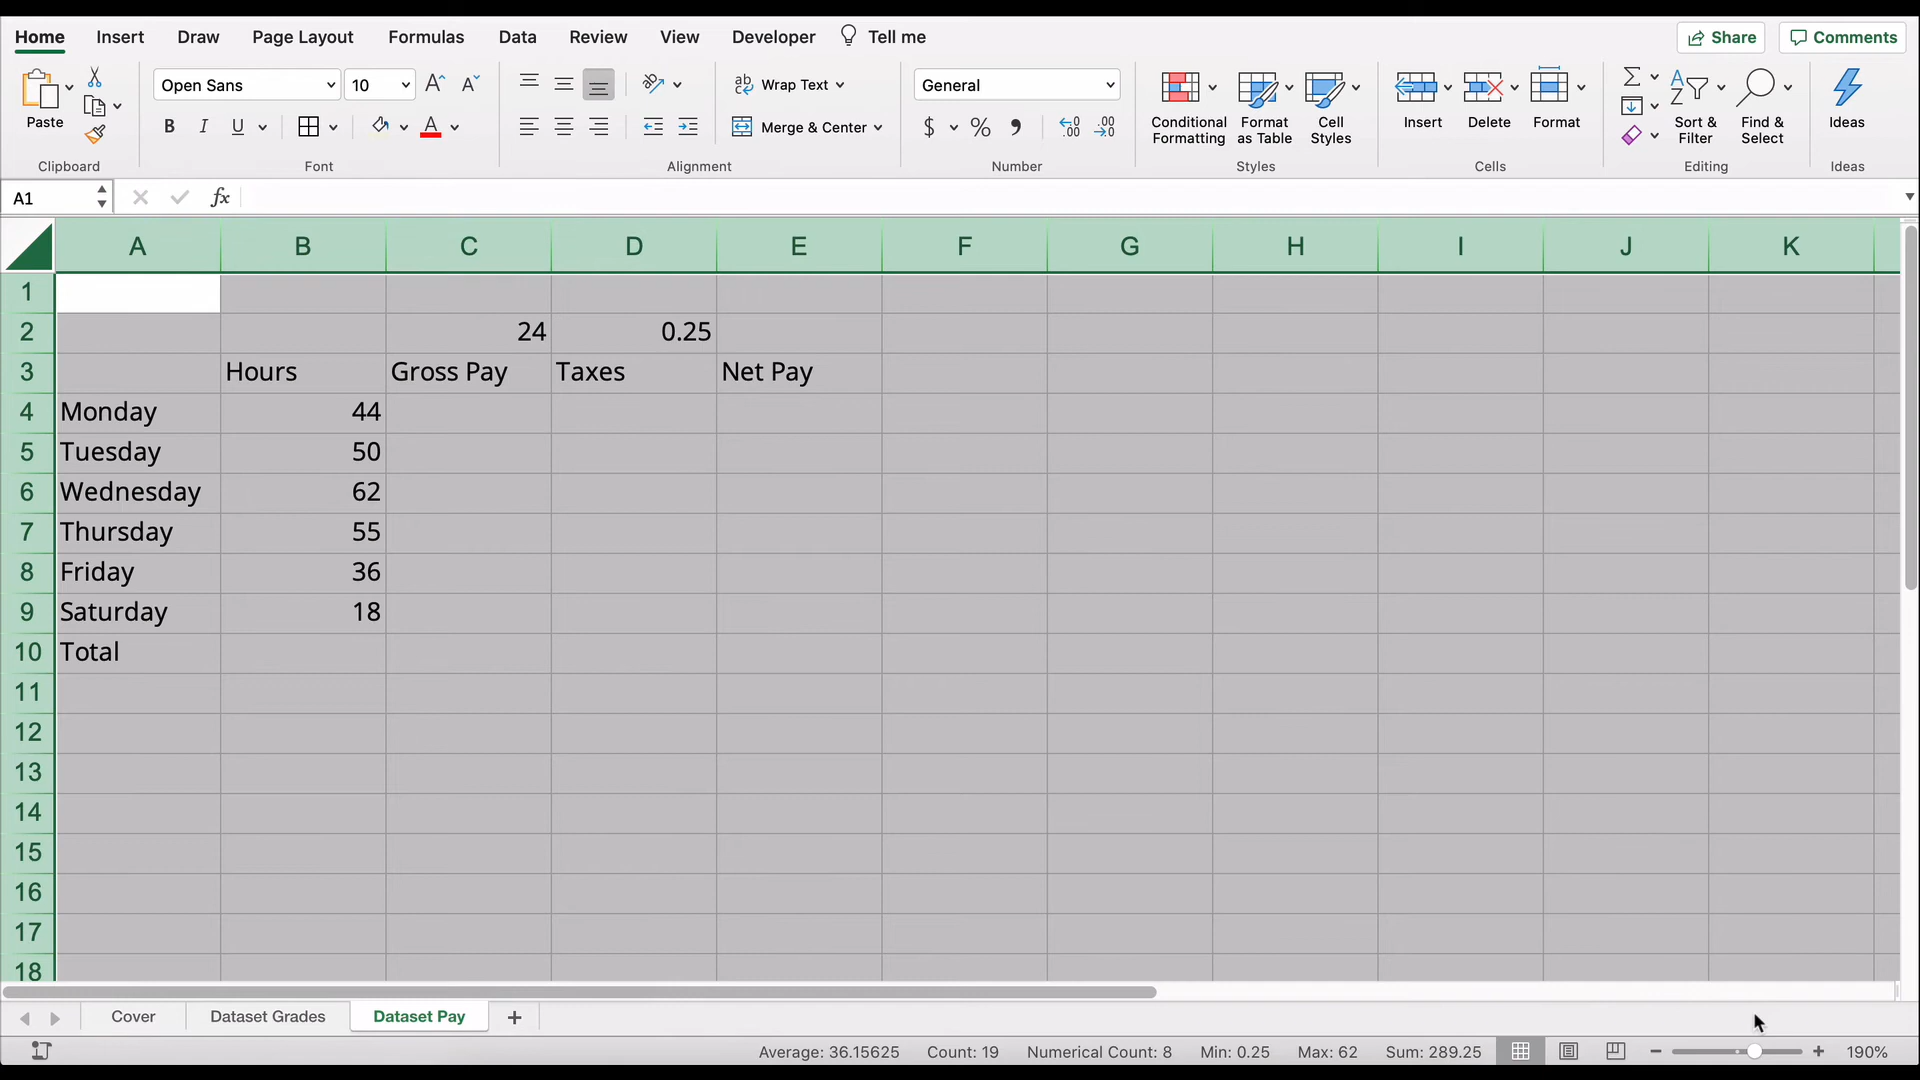 Home Insert Draw Page Layout Formulas Data Review View Developer Tell me Share Comments
Paste Open Sans 10 Wrap Text General Conditional Formatting Format as Table Cell Styles Insert Delete Format Sort & Filter Find & Select Ideas
B I U A Merge & Center $ % 9
Clipboard Font Alignment Number Styles Cells Editing Ideas
A1 fx
A B C D E F G H I J K
1
2 24 0.25
3 Hours Gross Pay Taxes Net Pay
4 Monday 44
5 Tuesday 50
6 Wednesday 62
7 Thursday 55
8 Friday 36
9 Saturday 18
10 Total
11
12
13
14
15
16
17
18
Cover Dataset Grades Dataset Pay +
Average: 36.15625 Count: 19 Numerical Count: 8 Min: 0.25 Max: 62 Sum: 289.25 190%